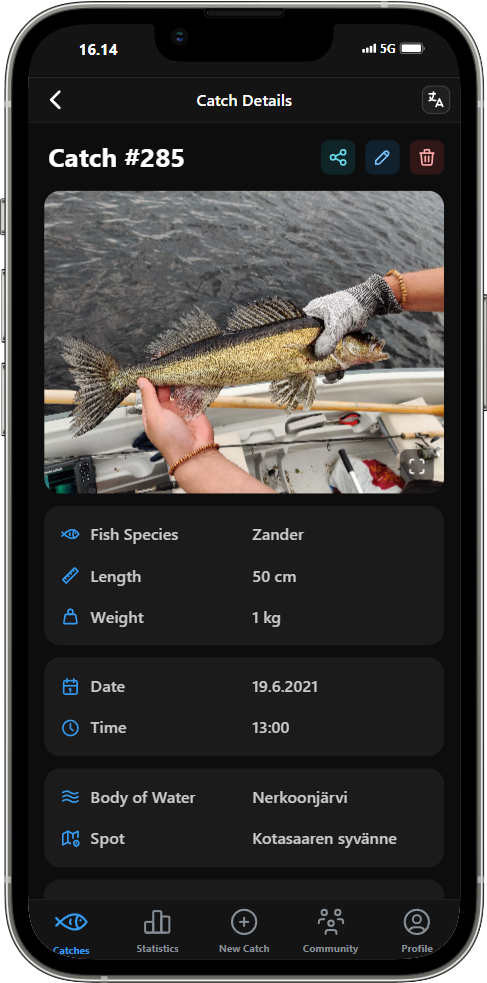 16.14
5G
Catch Details
Catch #285
Fish Species Zander
Length 50 cm
Weight 1 kg
Date 19.6.2021
Time 13:00
Body of Water Nerkoonjärvi
Spot Kotasaaren syvänne
Catches Statistics New Catch Community Profile